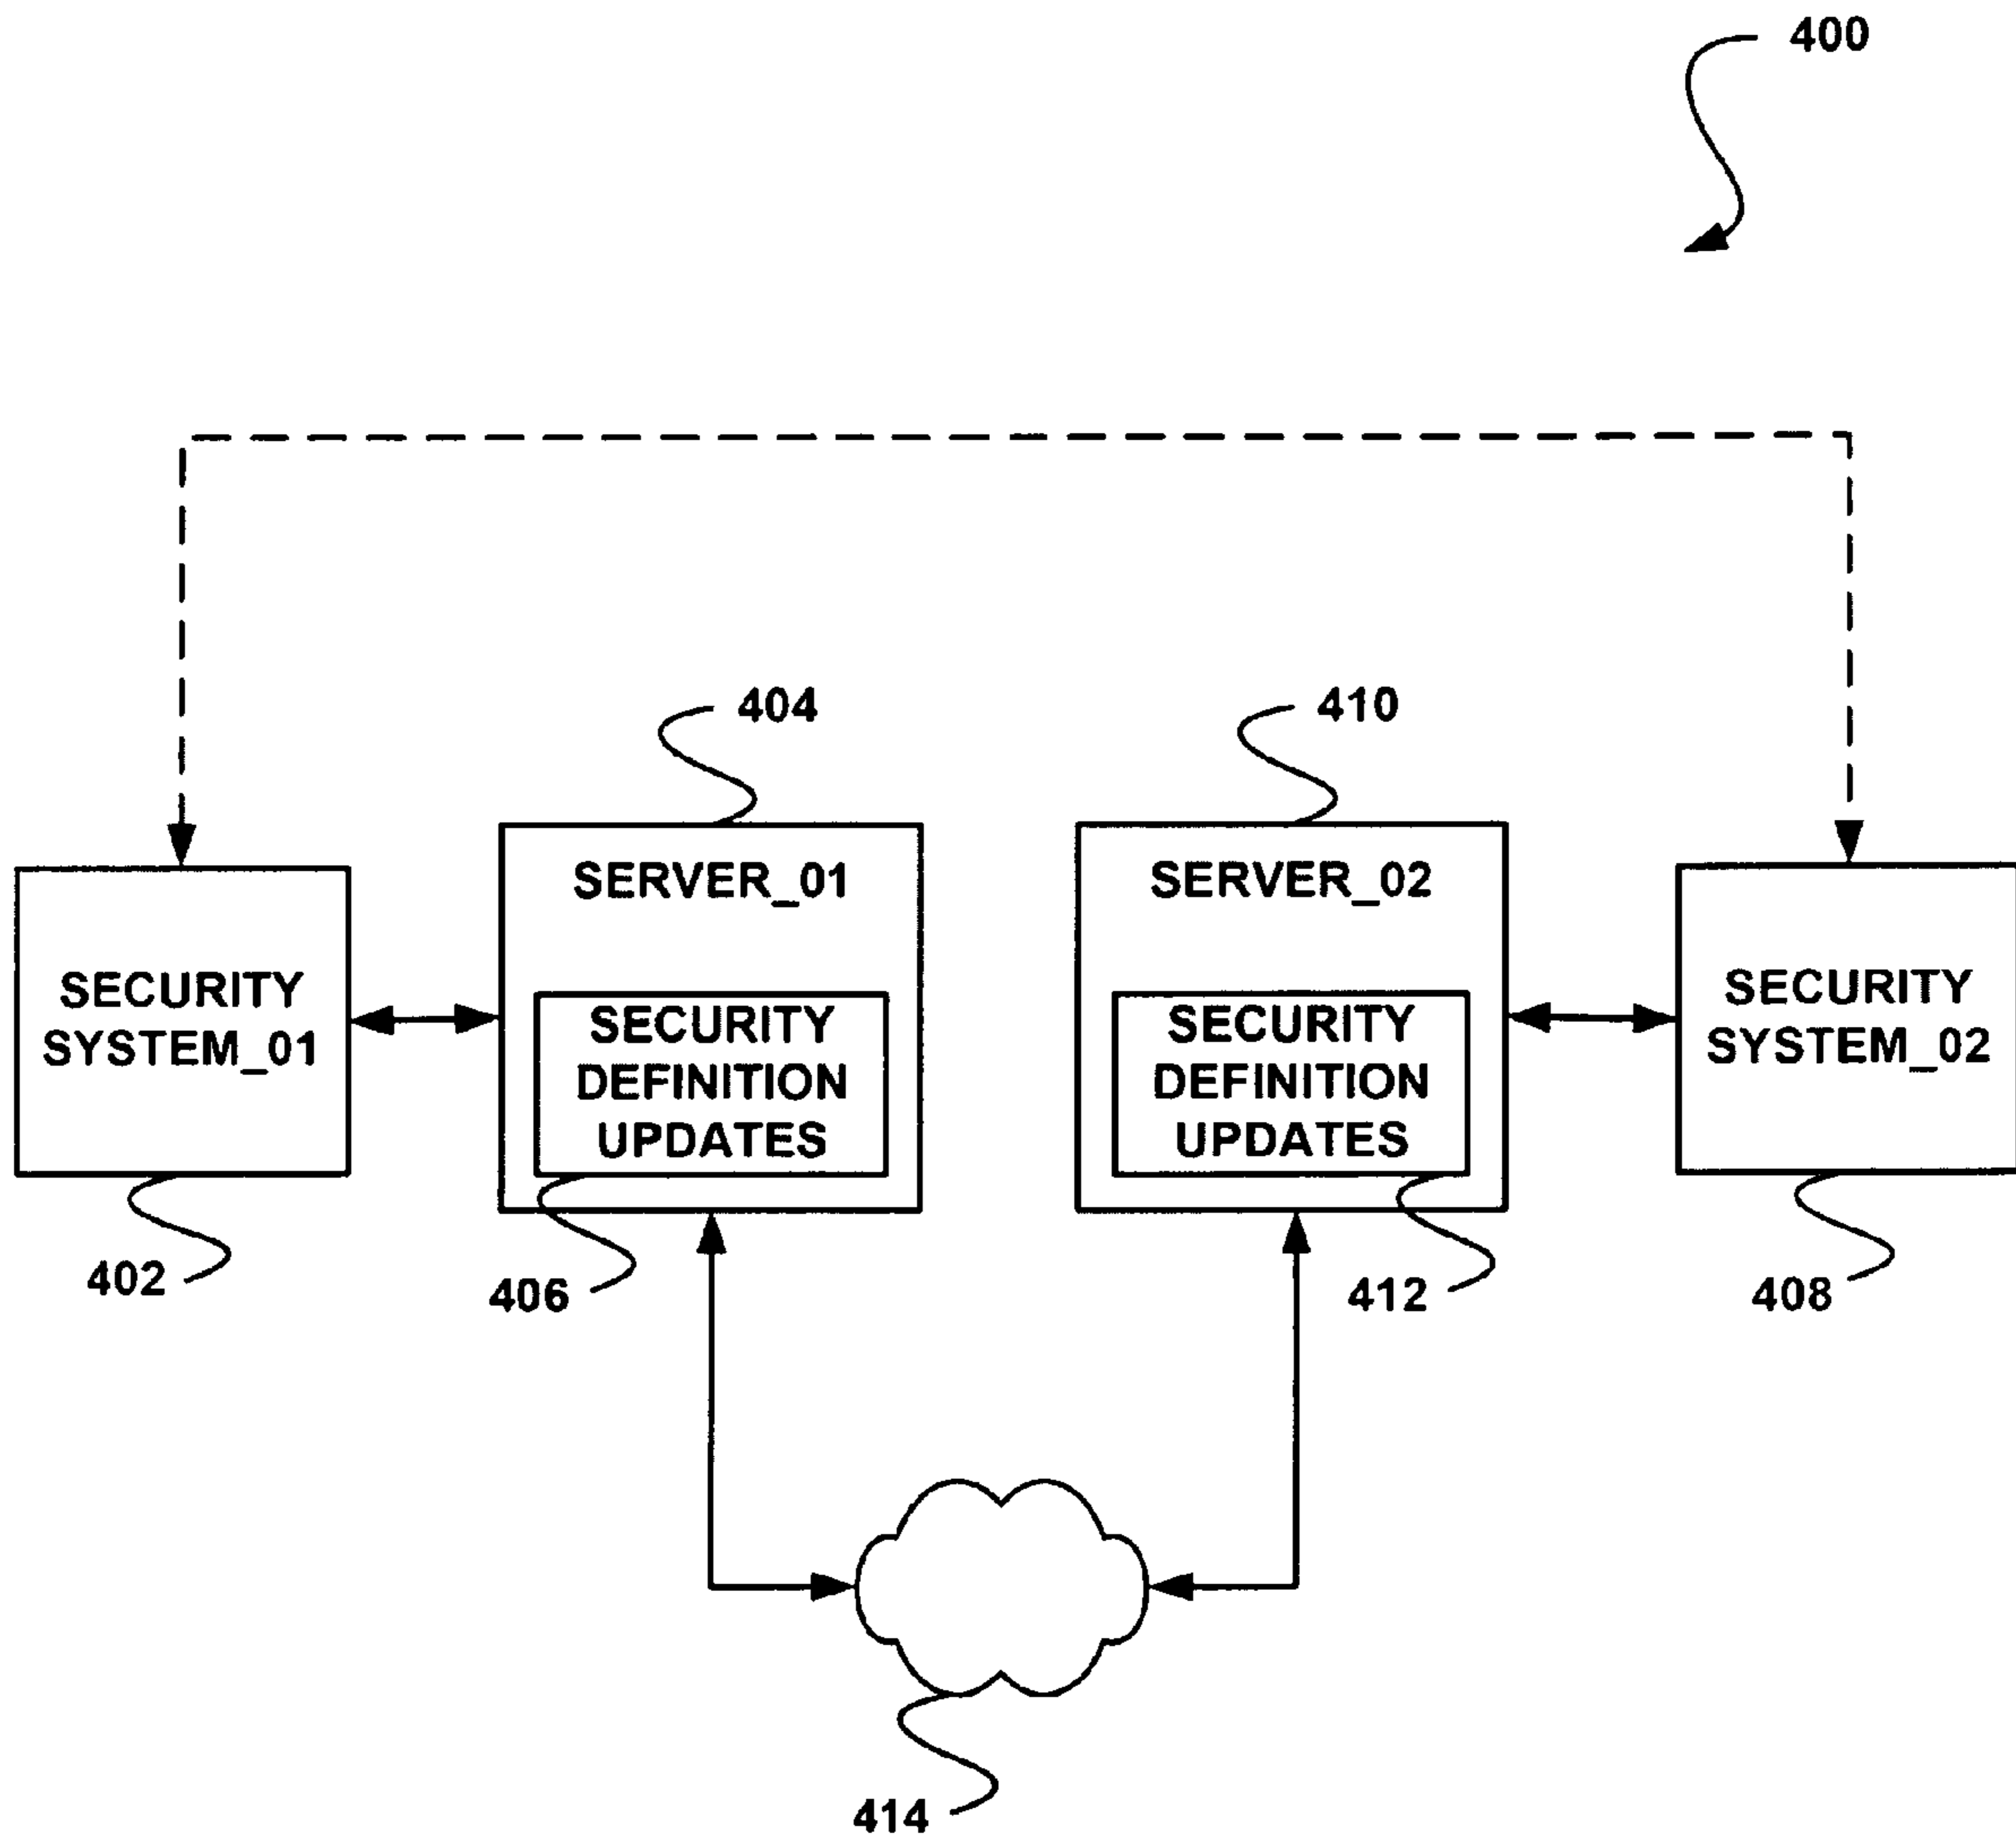 400
404
410
SERVER_01
SERVER_02
SECURITY
SYSTEM_01
SECURITY
DEFINITION
UPDATES
SECURITY
DEFINITION
UPDATES
SECURITY
SYSTEM_02
402
406
412
408
414